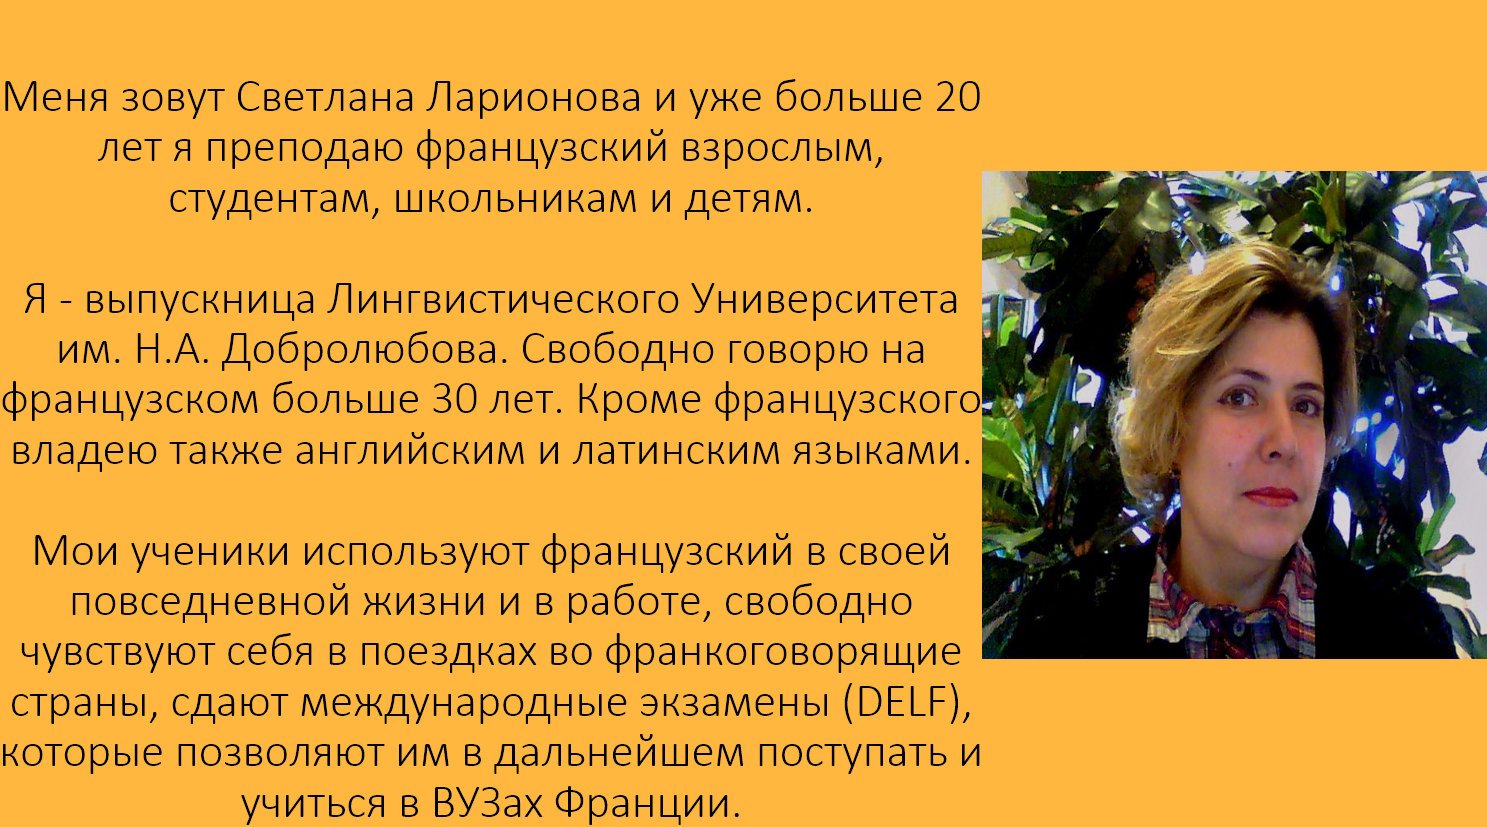 Меня зовут Светлана Ларионова и уже больше 20
лет я преподаю французский взрослым,
студентам, школьникам и детям.
Я - выпускница Лингвистического Университета
им. Н.А. Добролюбова. Свободно говорю на
французском больше 30 лет. Кроме французского
владею также английским и латинским языками.
Мои ученики используют французский в своей
повседневной жизни и в работе, свободно
чувствуют себя в поездках во франкоговорящие
страны, сдают международные экзамены (DELF),
которые позволяют им в дальнейшем поступать и
учиться в ВУЗах Франции.